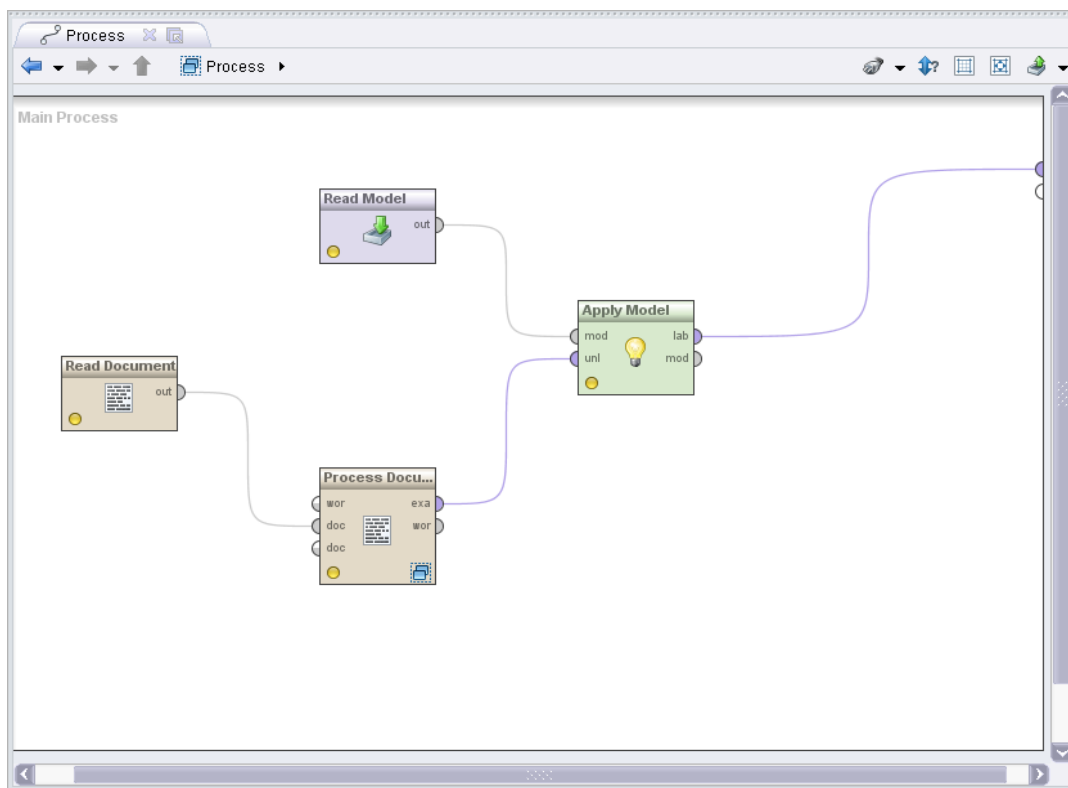 Process
Process
Main Process
Read Model
out
Apply Model
mod
lab
unl
mod
Read Document
out
Process Docu...
wor
exa
doc
wor
doc